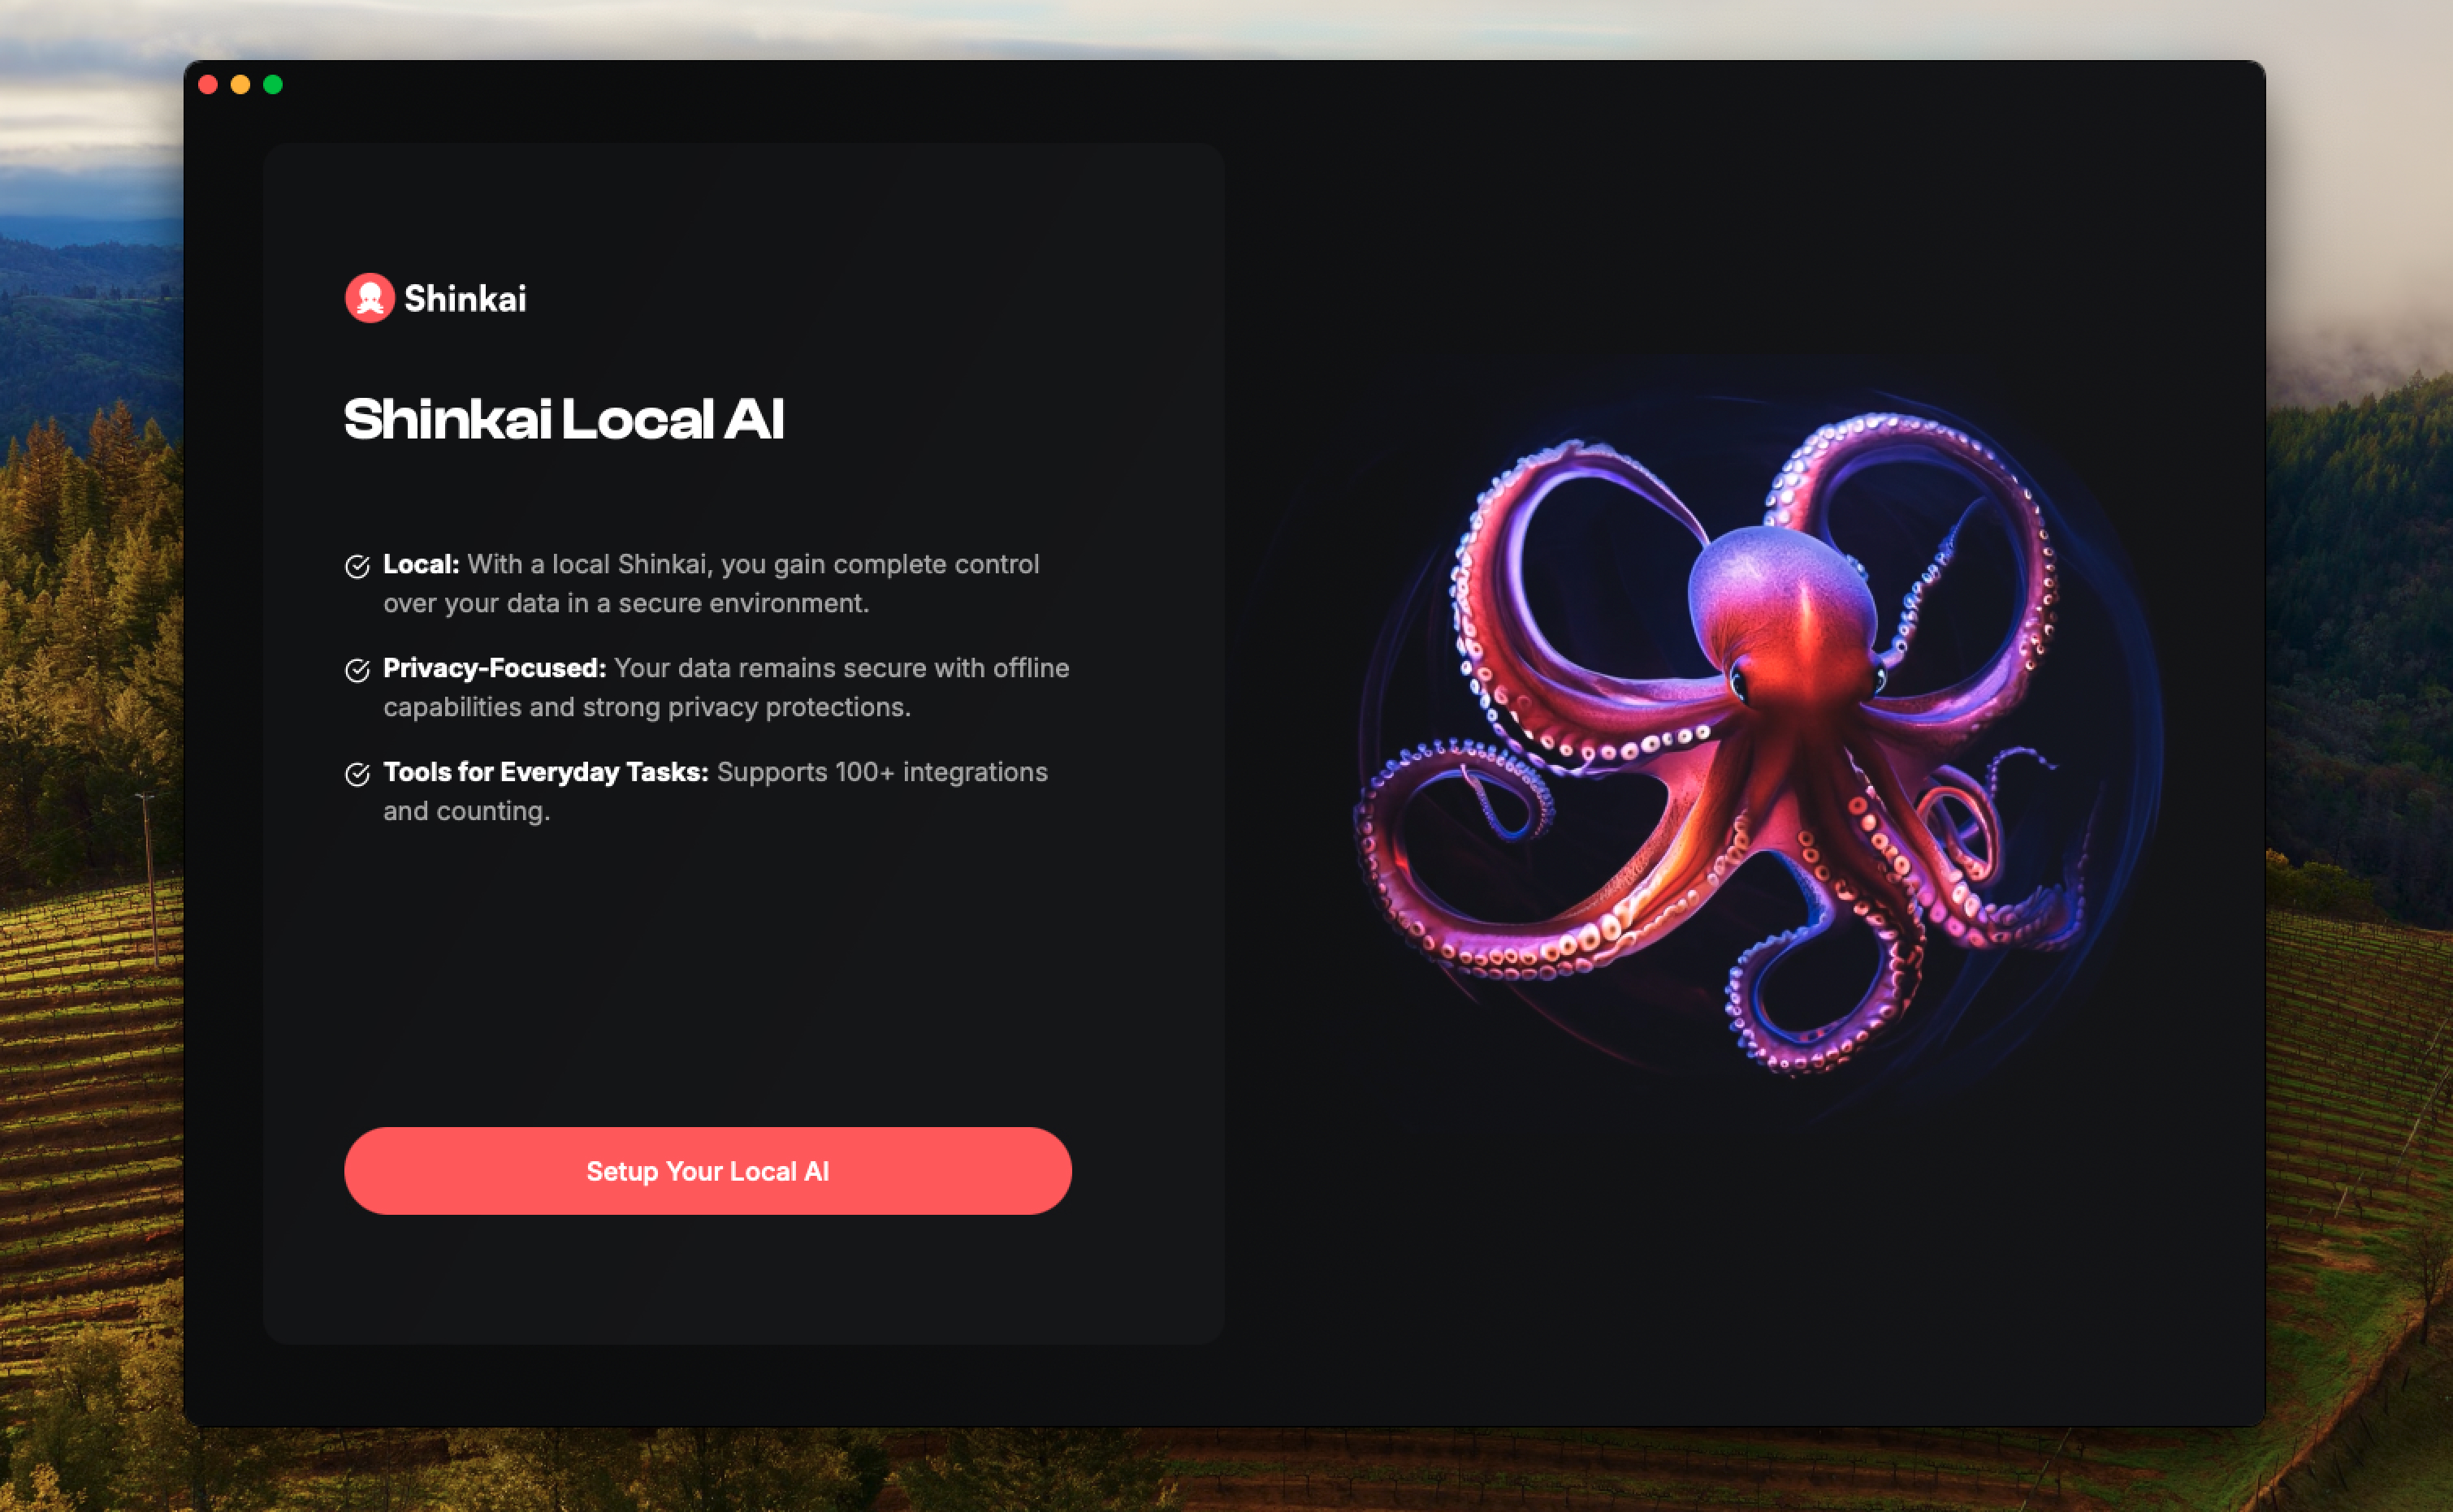 Shinkai
Shinkai Local AI
Local: With a local Shinkai, you gain complete control
over your data in a secure environment.
Privacy-Focused: Your data remains secure with offline
capabilities and strong privacy protections.
Tools for Everyday Tasks: Supports 100+ integrations
and counting.
Setup Your Local AI